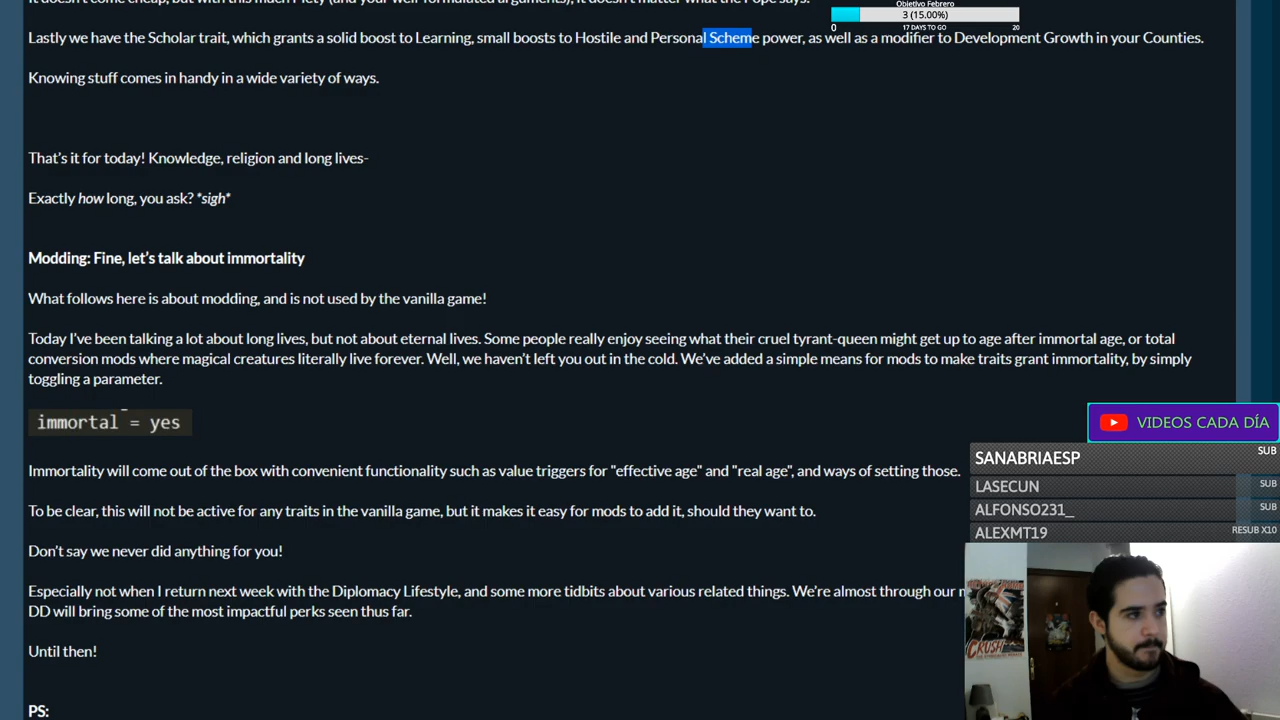 Objetivo Febrero
3 (15.00%)
0
17 DAYS TO GO
20
Lastly we have the Scholar trait, which grants a solid boost to Learning, small boosts to Hostile and Personal Scheme power, as well as a modifier to Development Growth in your Counties.
Knowing stuff comes in handy in a wide variety of ways.
That's it for today! Knowledge, religion and long lives-
Exactly how long, you ask? *sigh*
Modding: Fine, let's talk about immortality
What follows here is about modding, and is not used by the vanilla game!
Today I've been talking a lot about long lives, but not about eternal lives. Some people really enjoy seeing what their cruel tyrant-queen might get up to age after immortal age, or total
conversion mods where magical creatures literally live forever. Well, we haven't left you out in the cold. We've added a simple means for mods to make traits grant immortality, by simply
toggling a parameter.
immortal = yes
VIDEOS CADA DÍA
Immortality will come out of the box with convenient functionality such as value triggers for "effective age" and "real age", and ways of setting those.
SANABRIAESP SUB
LASECUN SUB
To be clear, this will not be active for any traits in the vanilla game, but it makes it easy for mods to add it, should they want to.
ALFONSO231_ SUB
ALEXMT19 RESUB X10
Don't say we never did anything for you!
Especially not when I return next week with the Diplomacy Lifestyle, and some more tidbits about various related things. We're almost through our
DD will bring some of the most impactful perks seen thus far.
CRUSH
Until then!
PS: